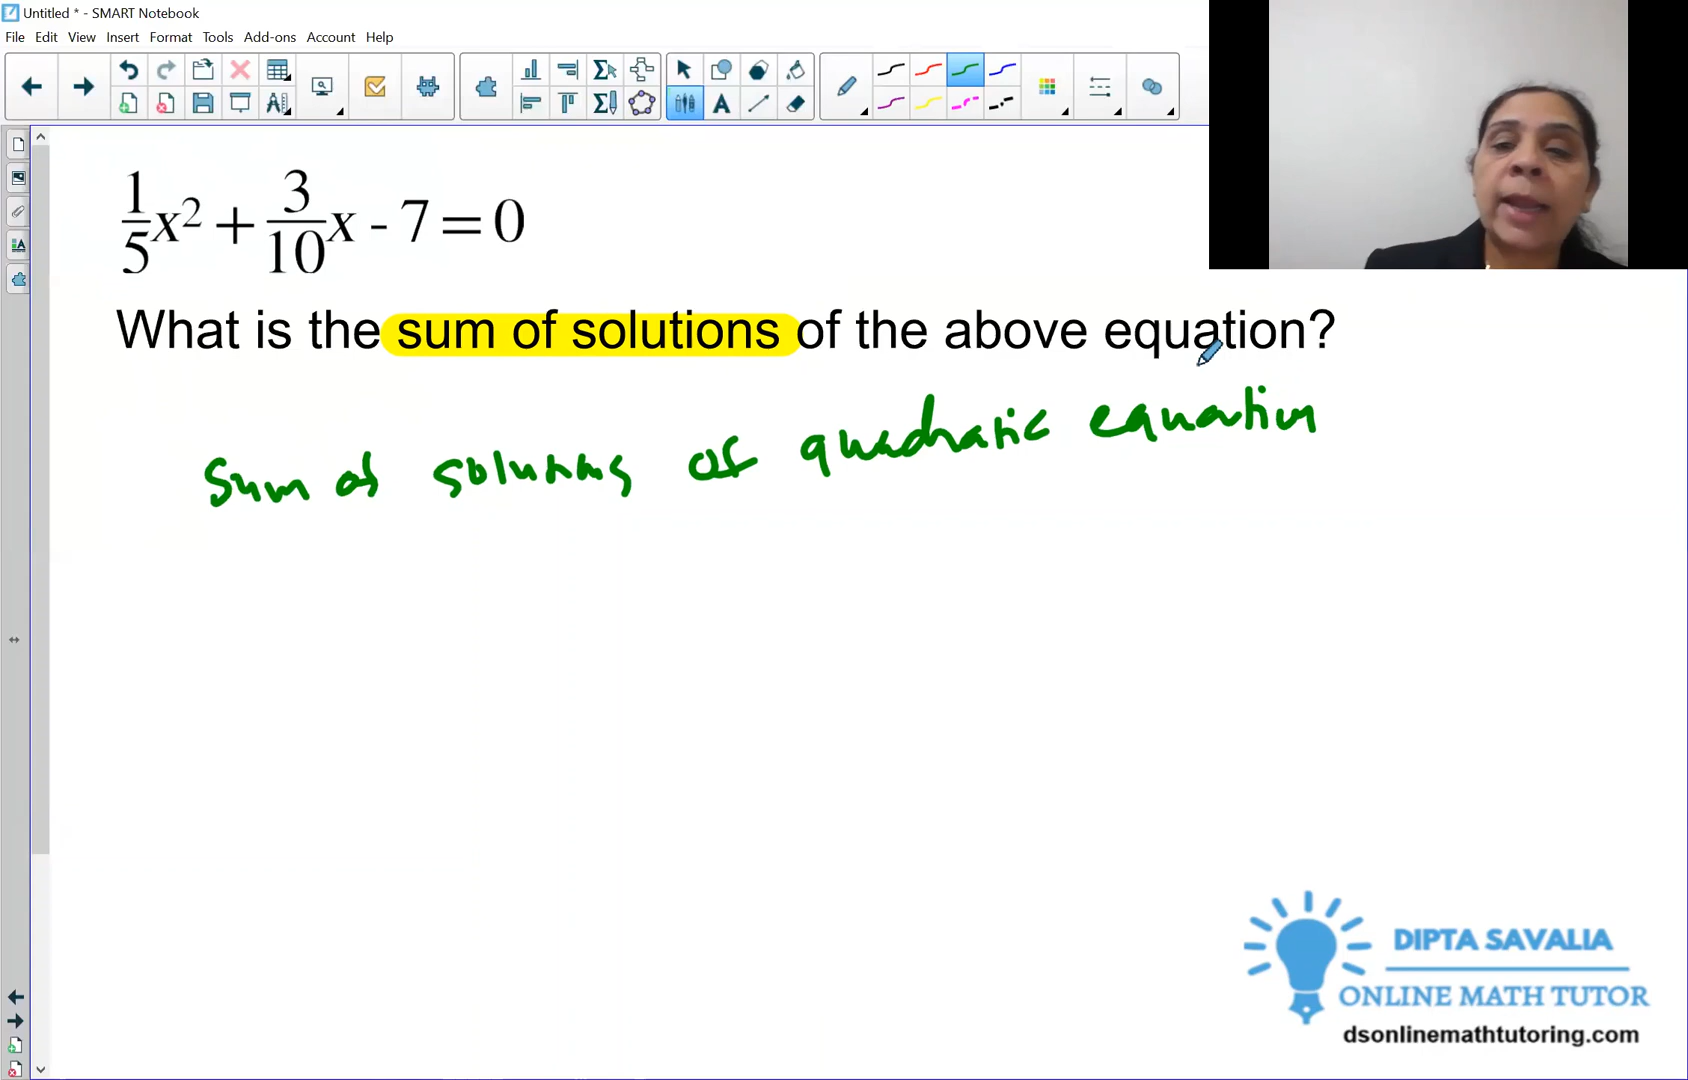 Untitled * - SMART Notebook
File Edit View Insert Format Tools Add-ons Account Help
1/5x² + 3/10x - 7 = 0
What is the sum of solutions of the above equation?
Sum of solutions of quadratic equation
DIPTA SAVALIA
ONLINE MATH TUTOR
dsonlinemathtutoring.com